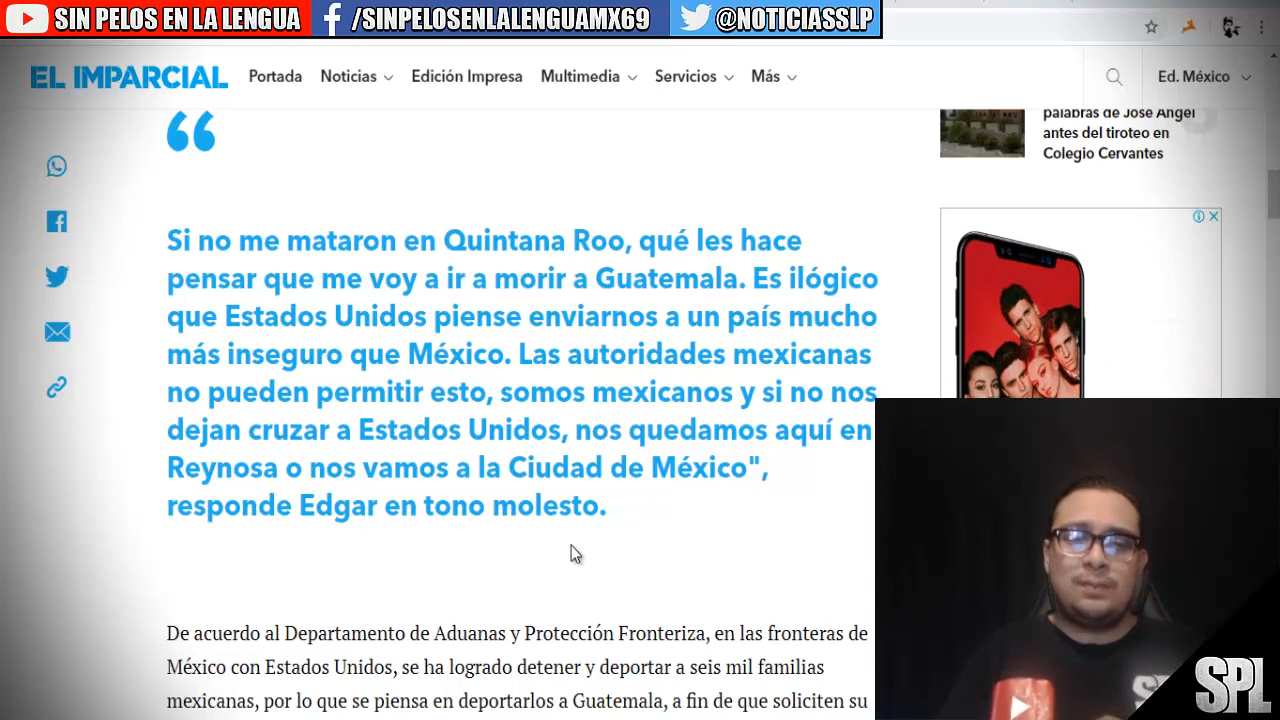 SIN PELOS EN LA LENGUA
/SINPELOSENLALENGUAMX69
@NOTICIASSLP
EL IMPARCIAL
Portada
Noticias
Edición Impresa
Multimedia
Servicios
Más
Ed. México
palabras de José Ángel
antes del tiroteo en
Colegio Cervantes
“
Si no me mataron en Quintana Roo, qué les hace
pensar que me voy a ir a morir a Guatemala. Es ilógico
que Estados Unidos piense enviarnos a un país mucho
más inseguro que México. Las autoridades mexicanas
no pueden permitir esto, somos mexicanos y si no nos
dejan cruzar a Estados Unidos, nos quedamos aquí en
Reynosa o nos vamos a la Ciudad de México",
responde Edgar en tono molesto.
De acuerdo al Departamento de Aduanas y Protección Fronteriza, en las fronteras de
México con Estados Unidos, se ha logrado detener y deportar a seis mil familias
mexicanas, por lo que se piensa en deportarlos a Guatemala, a fin de que soliciten su
SPL